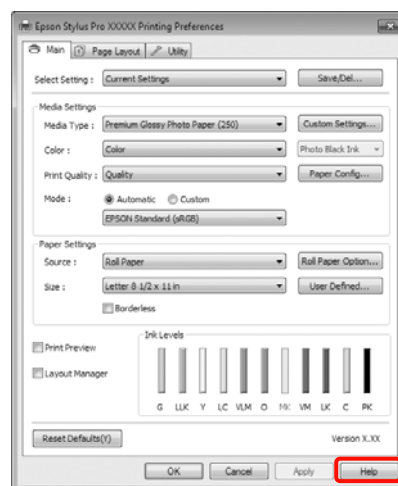 Epson Stylus Pro XXXXX Printing Preferences
Main Page Layout Utility
Select Setting : Current Settings Save/Del...
Media Settings
Media Type : Premium Glossy Photo Paper (250) Custom Settings...
Color : Color Photo Black Ink
Print Quality : Quality Paper Config...
Mode : Automatic Custom
EPSON Standard (sRGB)
Paper Settings
Source : Roll Paper Roll Paper Option...
Size : Letter 8 1/2 x 11 in User Defined...
Borderless
Ink Levels
Print Preview
Layout Manager
G LLK Y LC VLM O MK VM LK C PK
Reset Defaults(Y) Version X.XX
OK Cancel Apply Help